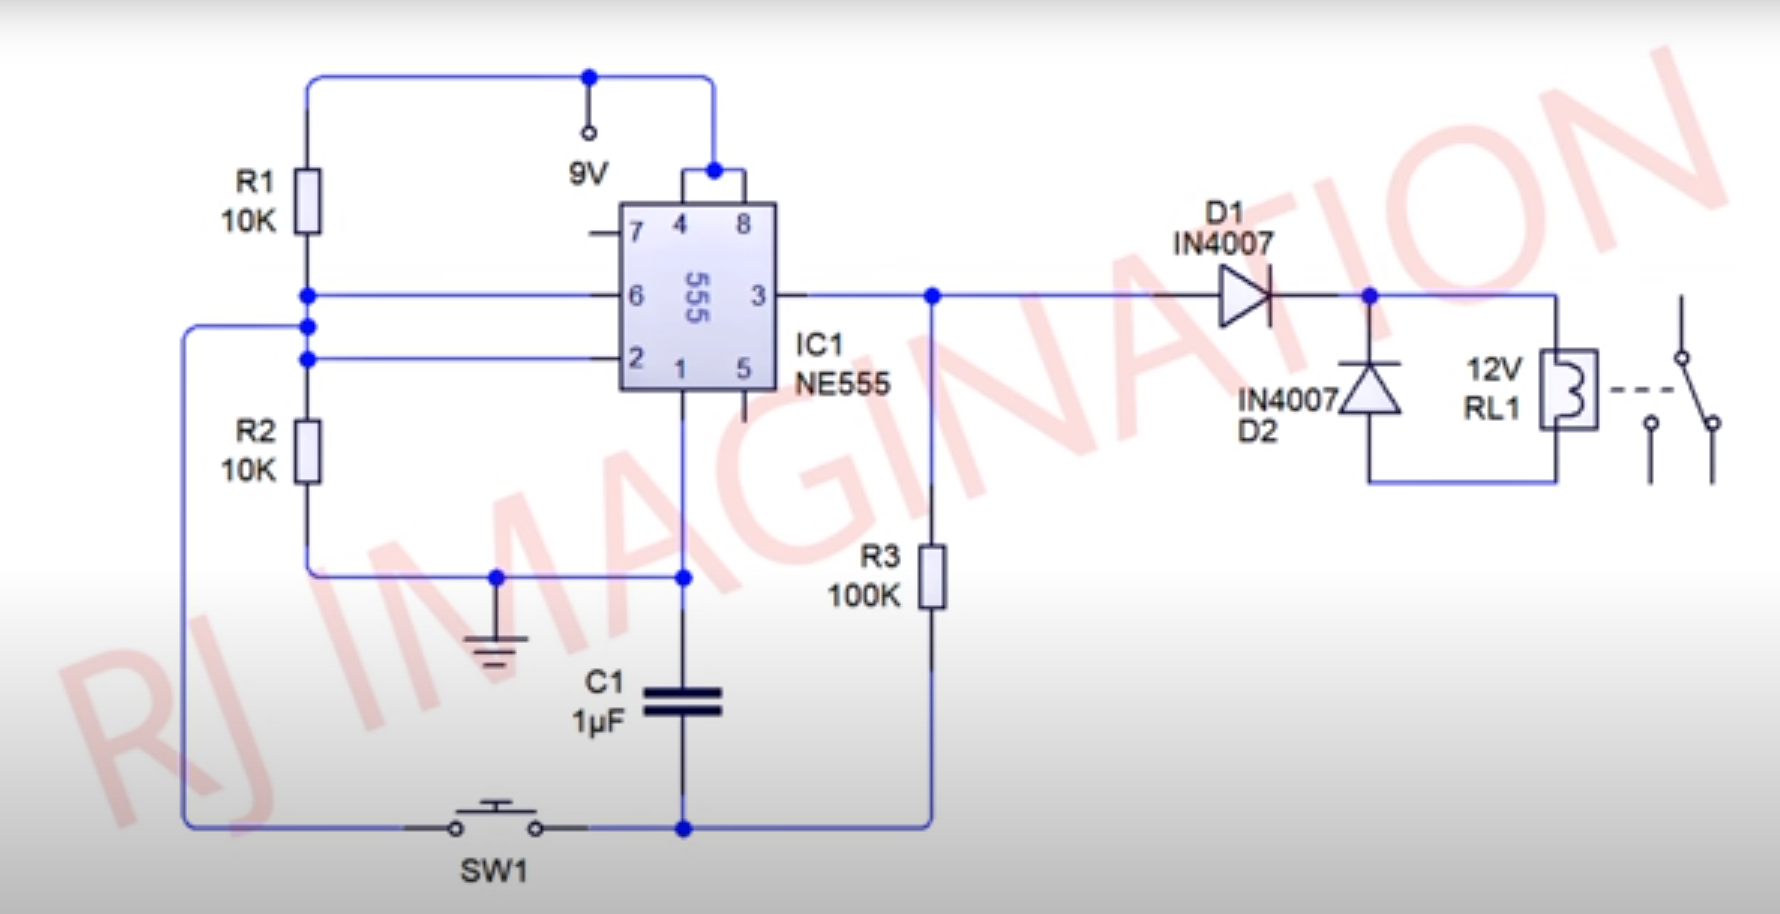 R1
10K
9V
7
4
8
6
555
3
2
1
5
IC1
NE555
D1
IN4007
IN4007
D2
12V
RL1
R2
10K
R3
100K
C1
1µF
SW1
RJ IMAGINATION